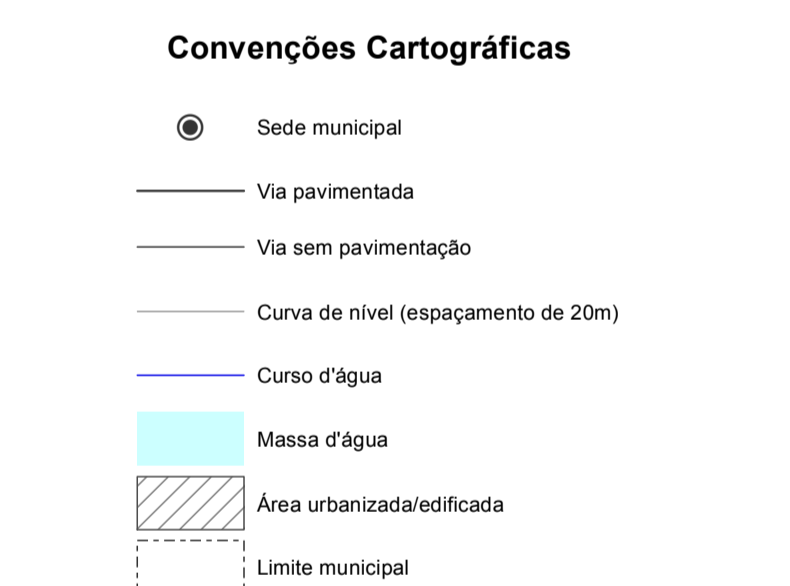 Convenções Cartográficas
Sede municipal
Via pavimentada
Via sem pavimentação
Curva de nível (espaçamento de 20m)
Curso d'água
Massa d'água
Área urbanizada/edificada
Limite municipal